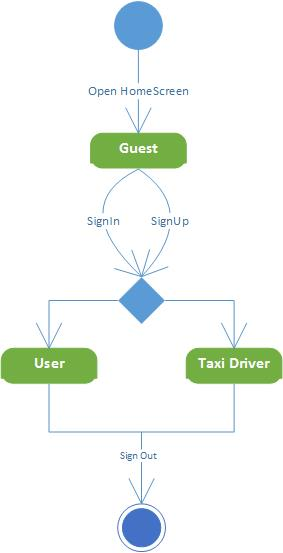 Open HomeScreen
Guest
SignIn
SignUp
User
Taxi Driver
Sign Out